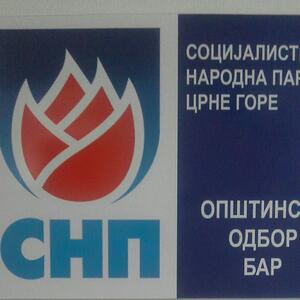 СНП
СОЦИЈАЛИСТ
НАРОДНА ПАР
ЦРНЕ ГОРЕ
ОПШТИНС
ОДБОР
БАР